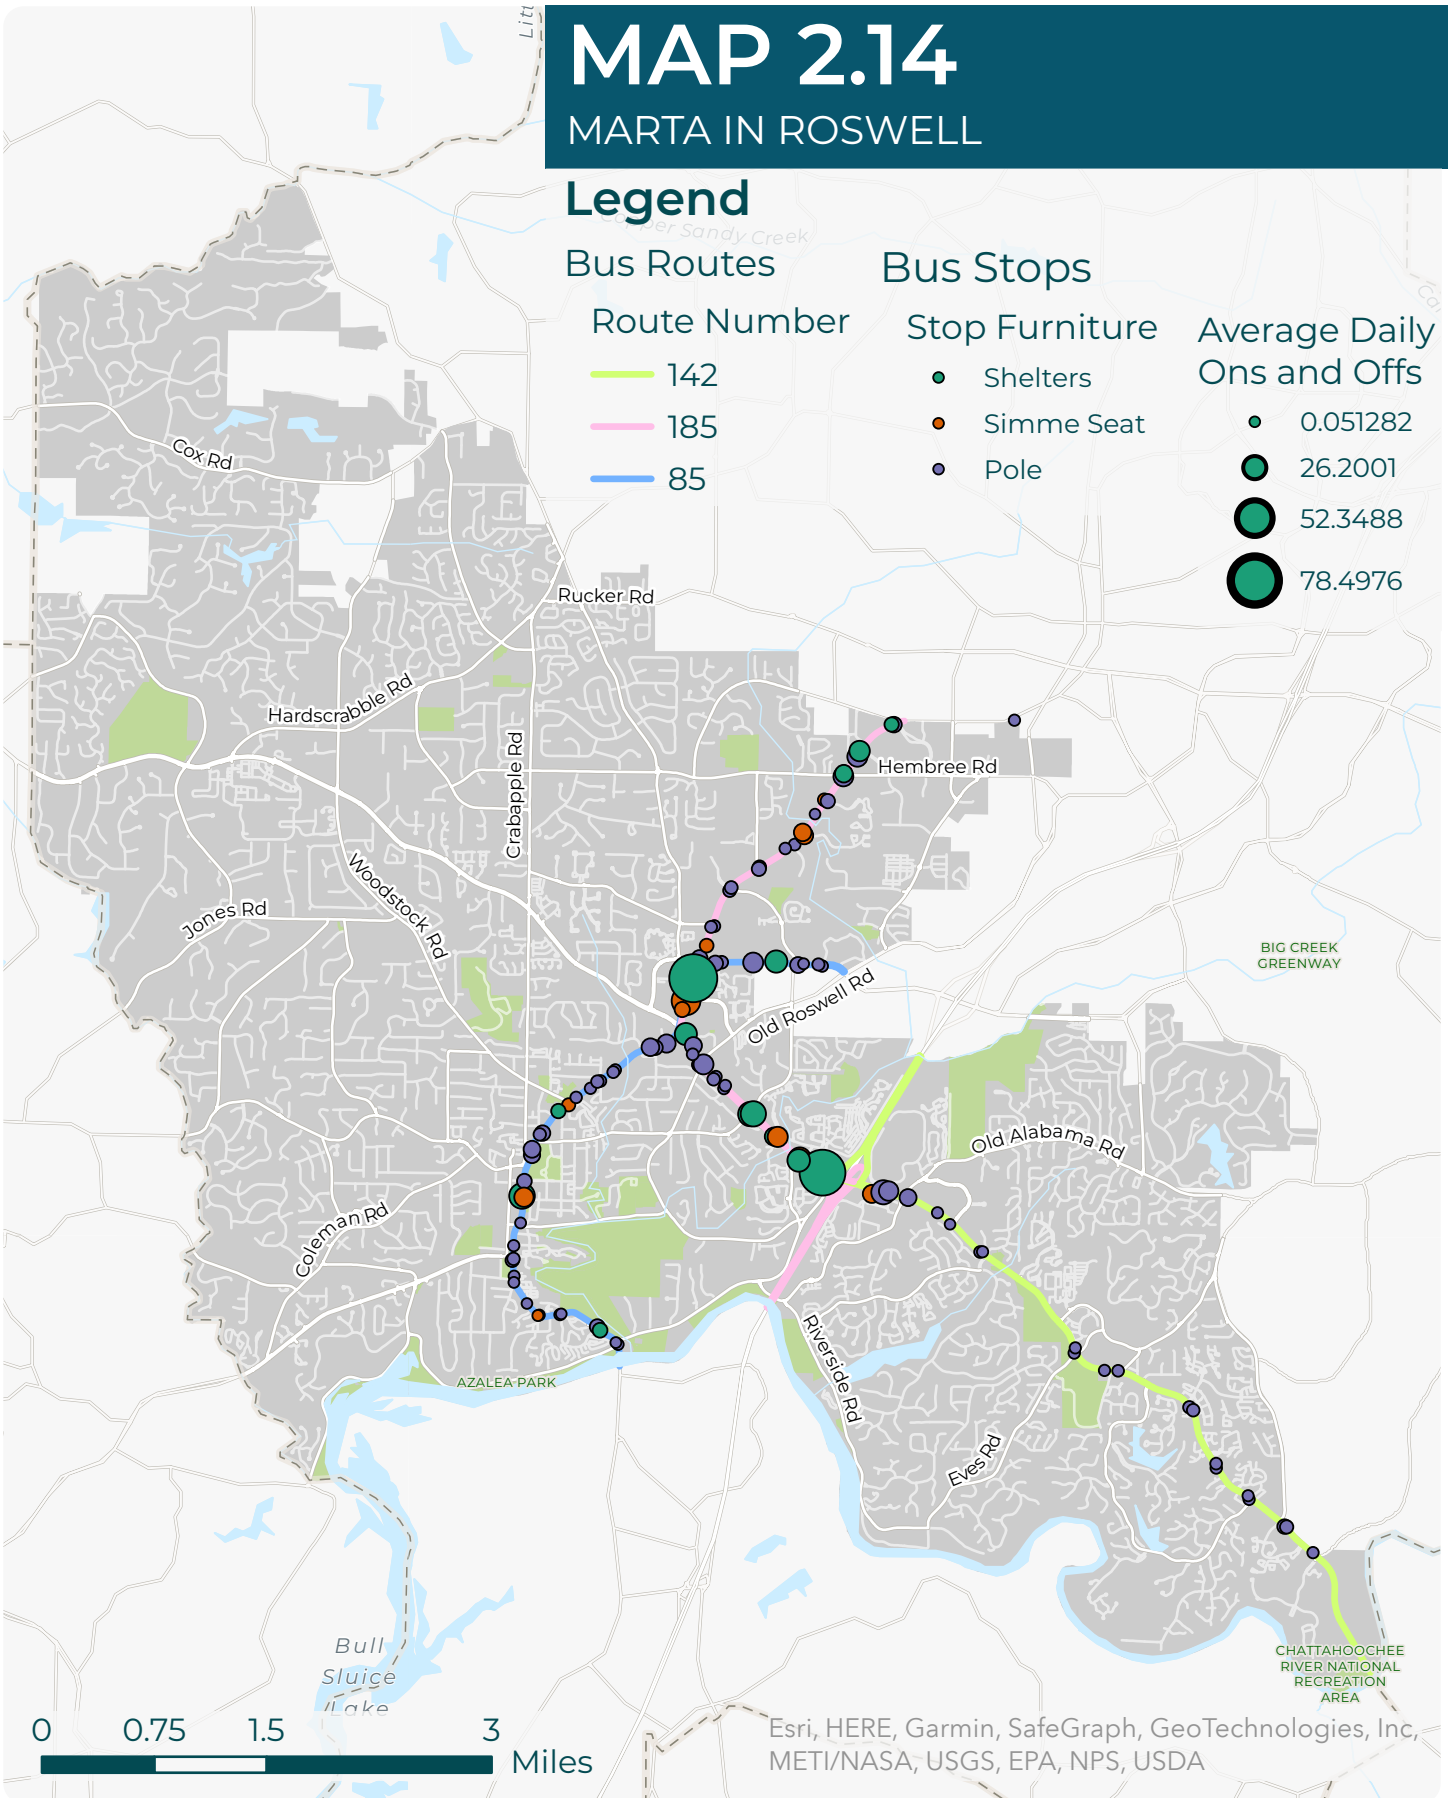 MAP 2.14
MARTA IN ROSWELL
Legend
Copper Sandy Creek
Bus Routes
Route Number
142
185
85
Bus Stops
Stop Furniture
Shelters
Simme Seat
Pole
Average Daily
Ons and Offs
0.051282
26.2001
52.3488
78.4976
Cox Rd
Rucker Rd
Hardscrabble Rd
Crabapple Rd
Hembree Rd
Woodstock Rd
Jones Rd
BIG CREEK
GREENWAY
Old Roswell Rd
Old Alabama Rd
Coleman Rd
Riverside Rd
AZALEA PARK
Eves Rd
Bull
Sluice
Lake
CHATTAHOOCHEE
RIVER NATIONAL
RECREATION
AREA
0 0.75 1.5 3
Miles
Esri, HERE, Garmin, SafeGraph, GeoTechnologies, Inc,
METI/NASA, USGS, EPA, NPS, USDA